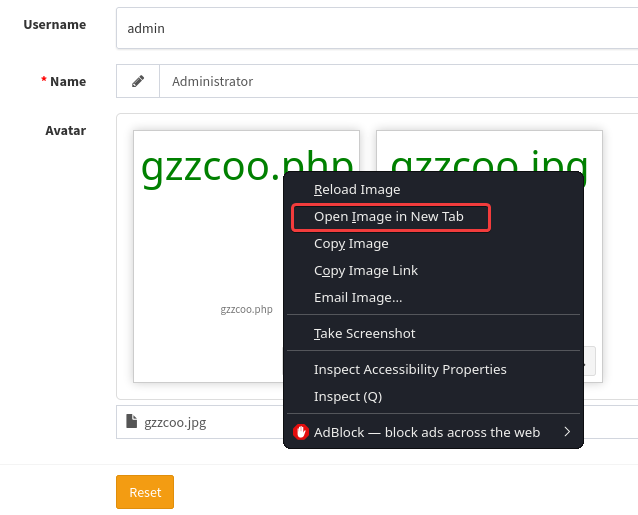 Username
admin
* Name
Administrator
Avatar
gzzcoo.php
gzzcoo.jpg
Reload Image
Open Image in New Tab
Copy Image
Copy Image Link
Email Image...
gzzcoo.php
Take Screenshot
Inspect Accessibility Properties
Inspect (Q)
gzzcoo.jpg
AdBlock — block ads across the web
Reset